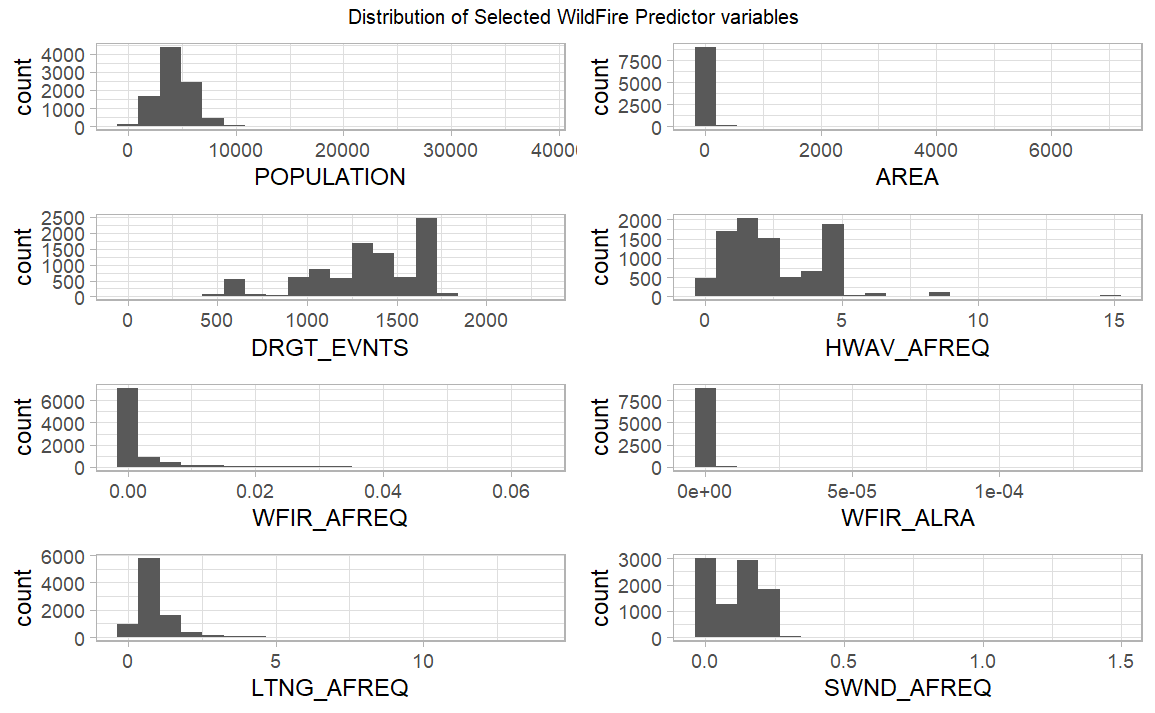 Distribution of Selected WildFire Predictor variables
count
4000
3000
2000
1000
0
0 10000 20000 30000 4000
POPULATION
count
7500
5000
2500
0
0 2000 4000 6000
AREA
count
2500
2000
1500
1000
500
0
0 500 1000 1500 2000
DRGT_EVNTS
count
2000
1500
1000
500
0
0 5 10 15
HWAV_AFREQ
count
6000
4000
2000
0
0.00 0.02 0.04 0.06
WFIR_AFREQ
count
7500
5000
2500
0
0e+00 5e-05 1e-04
WFIR_ALRA
count
6000
4000
2000
0
0 5 10
LTNG_AFREQ
count
3000
2000
1000
0
0.0 0.5 1.0 1.5
SWND_AFREQ